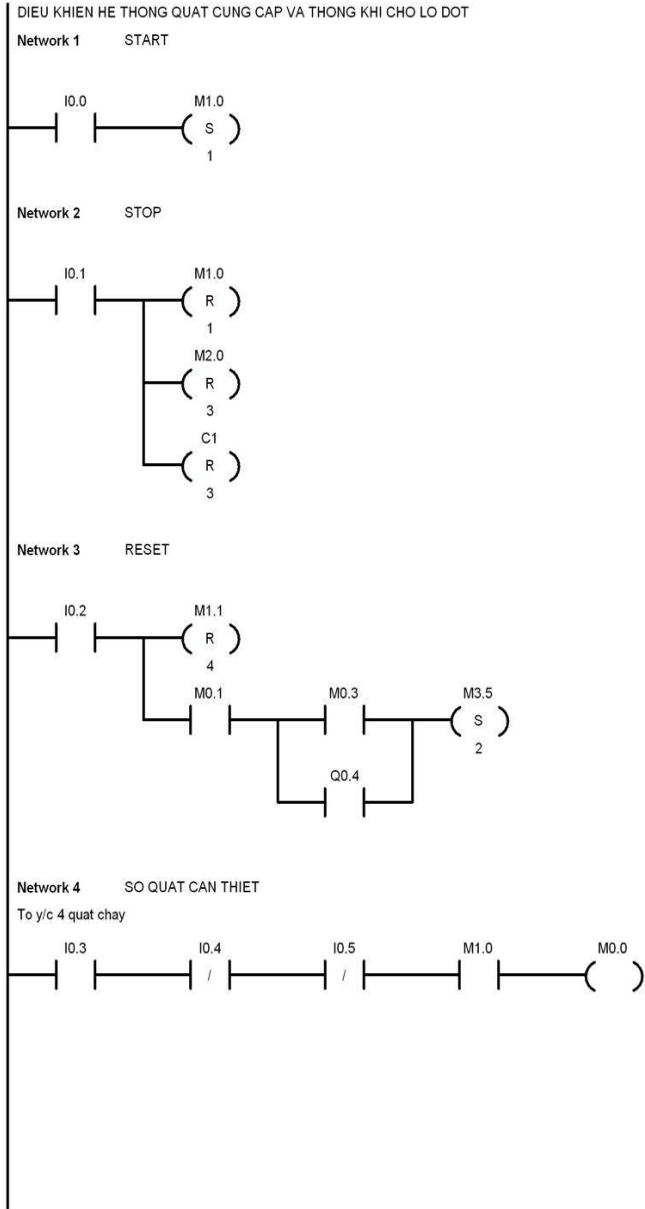 DIEU KHIEN HE THONG QUAT CUNG CAP VA THONG KHI CHO LO DOT
Network 1 START
I0.0 M1.0
S
1
Network 2 STOP
I0.1 M1.0
R
1
M2.0
R
3
C1
R
3
Network 3 RESET
I0.2 M1.1
R
4
M0.1 M0.3 M3.5
S
2
Q0.4
Network 4 SO QUAT CAN THIET
To y/c 4 quat chay
I0.3 I0.4 I0.5 M1.0 M0.0
/ /